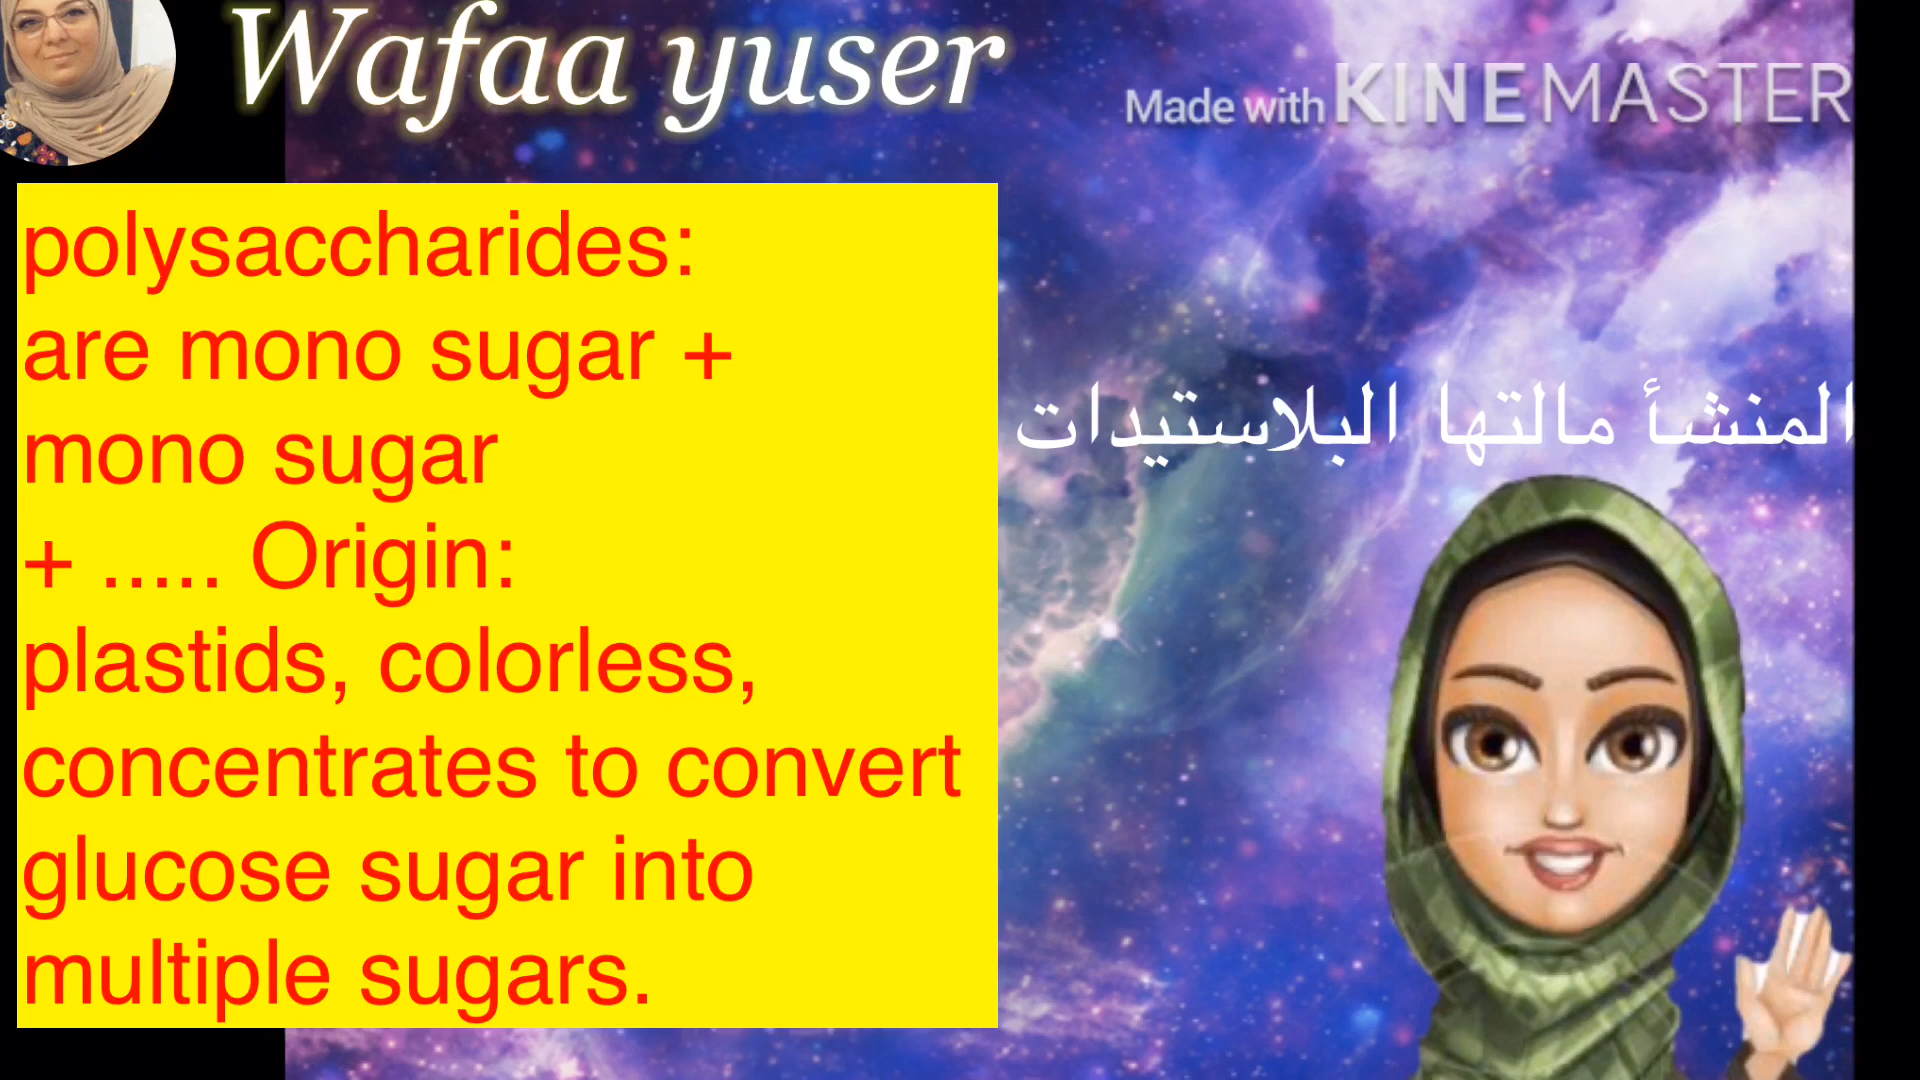 Wafaa yuser
Made with KINEMASTER
polysaccharides:
are mono sugar +
mono sugar
+ ..... Origin:
plastids, colorless,
concentrates to convert
glucose sugar into
multiple sugars.
المنشأ مالتها البلاستيدات